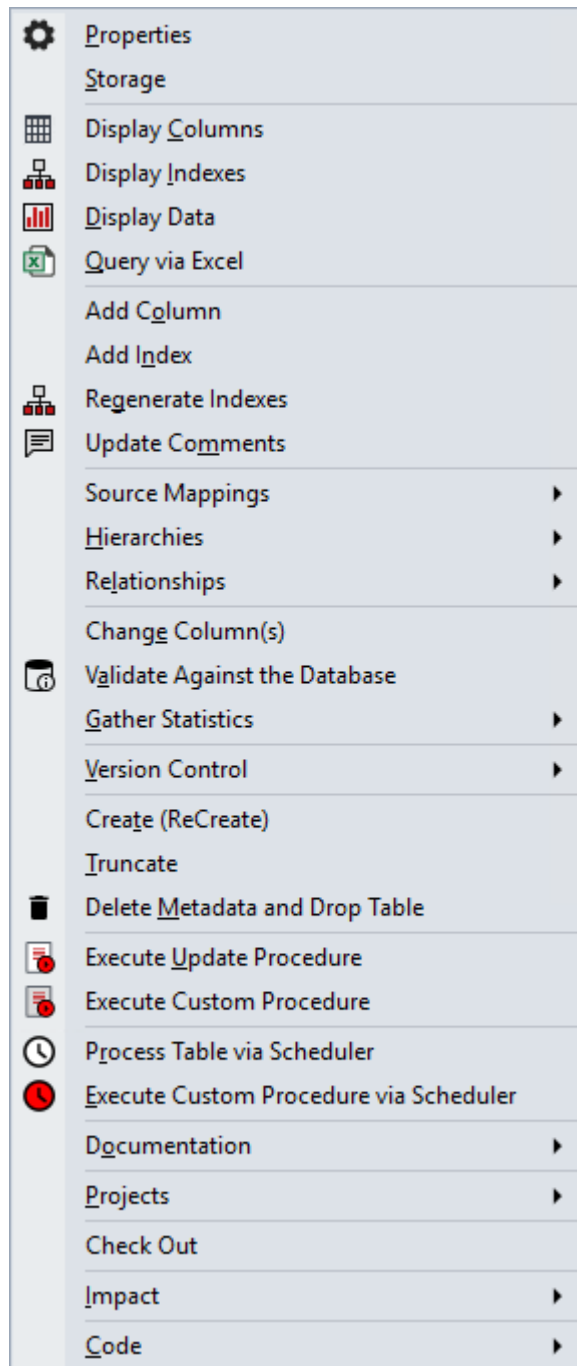 Properties
Storage
Display Columns
Display Indexes
Display Data
Query via Excel
Add Column
Add Index
Regenerate Indexes
Update Comments
Source Mappings
Hierarchies
Relationships
Change Column(s)
Validate Against the Database
Gather Statistics
Version Control
Create (ReCreate)
Truncate
Delete Metadata and Drop Table
Execute Update Procedure
Execute Custom Procedure
Process Table via Scheduler
Execute Custom Procedure via Scheduler
Documentation
Projects
Check Out
Impact
Code